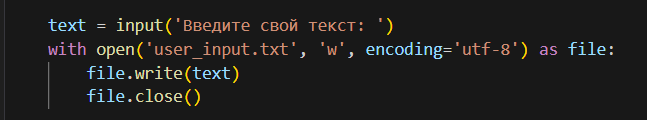 text = input('Введите свой текст: ')
with open('user_input.txt', 'w', encoding='utf-8') as file:
    file.write(text)
    file.close()